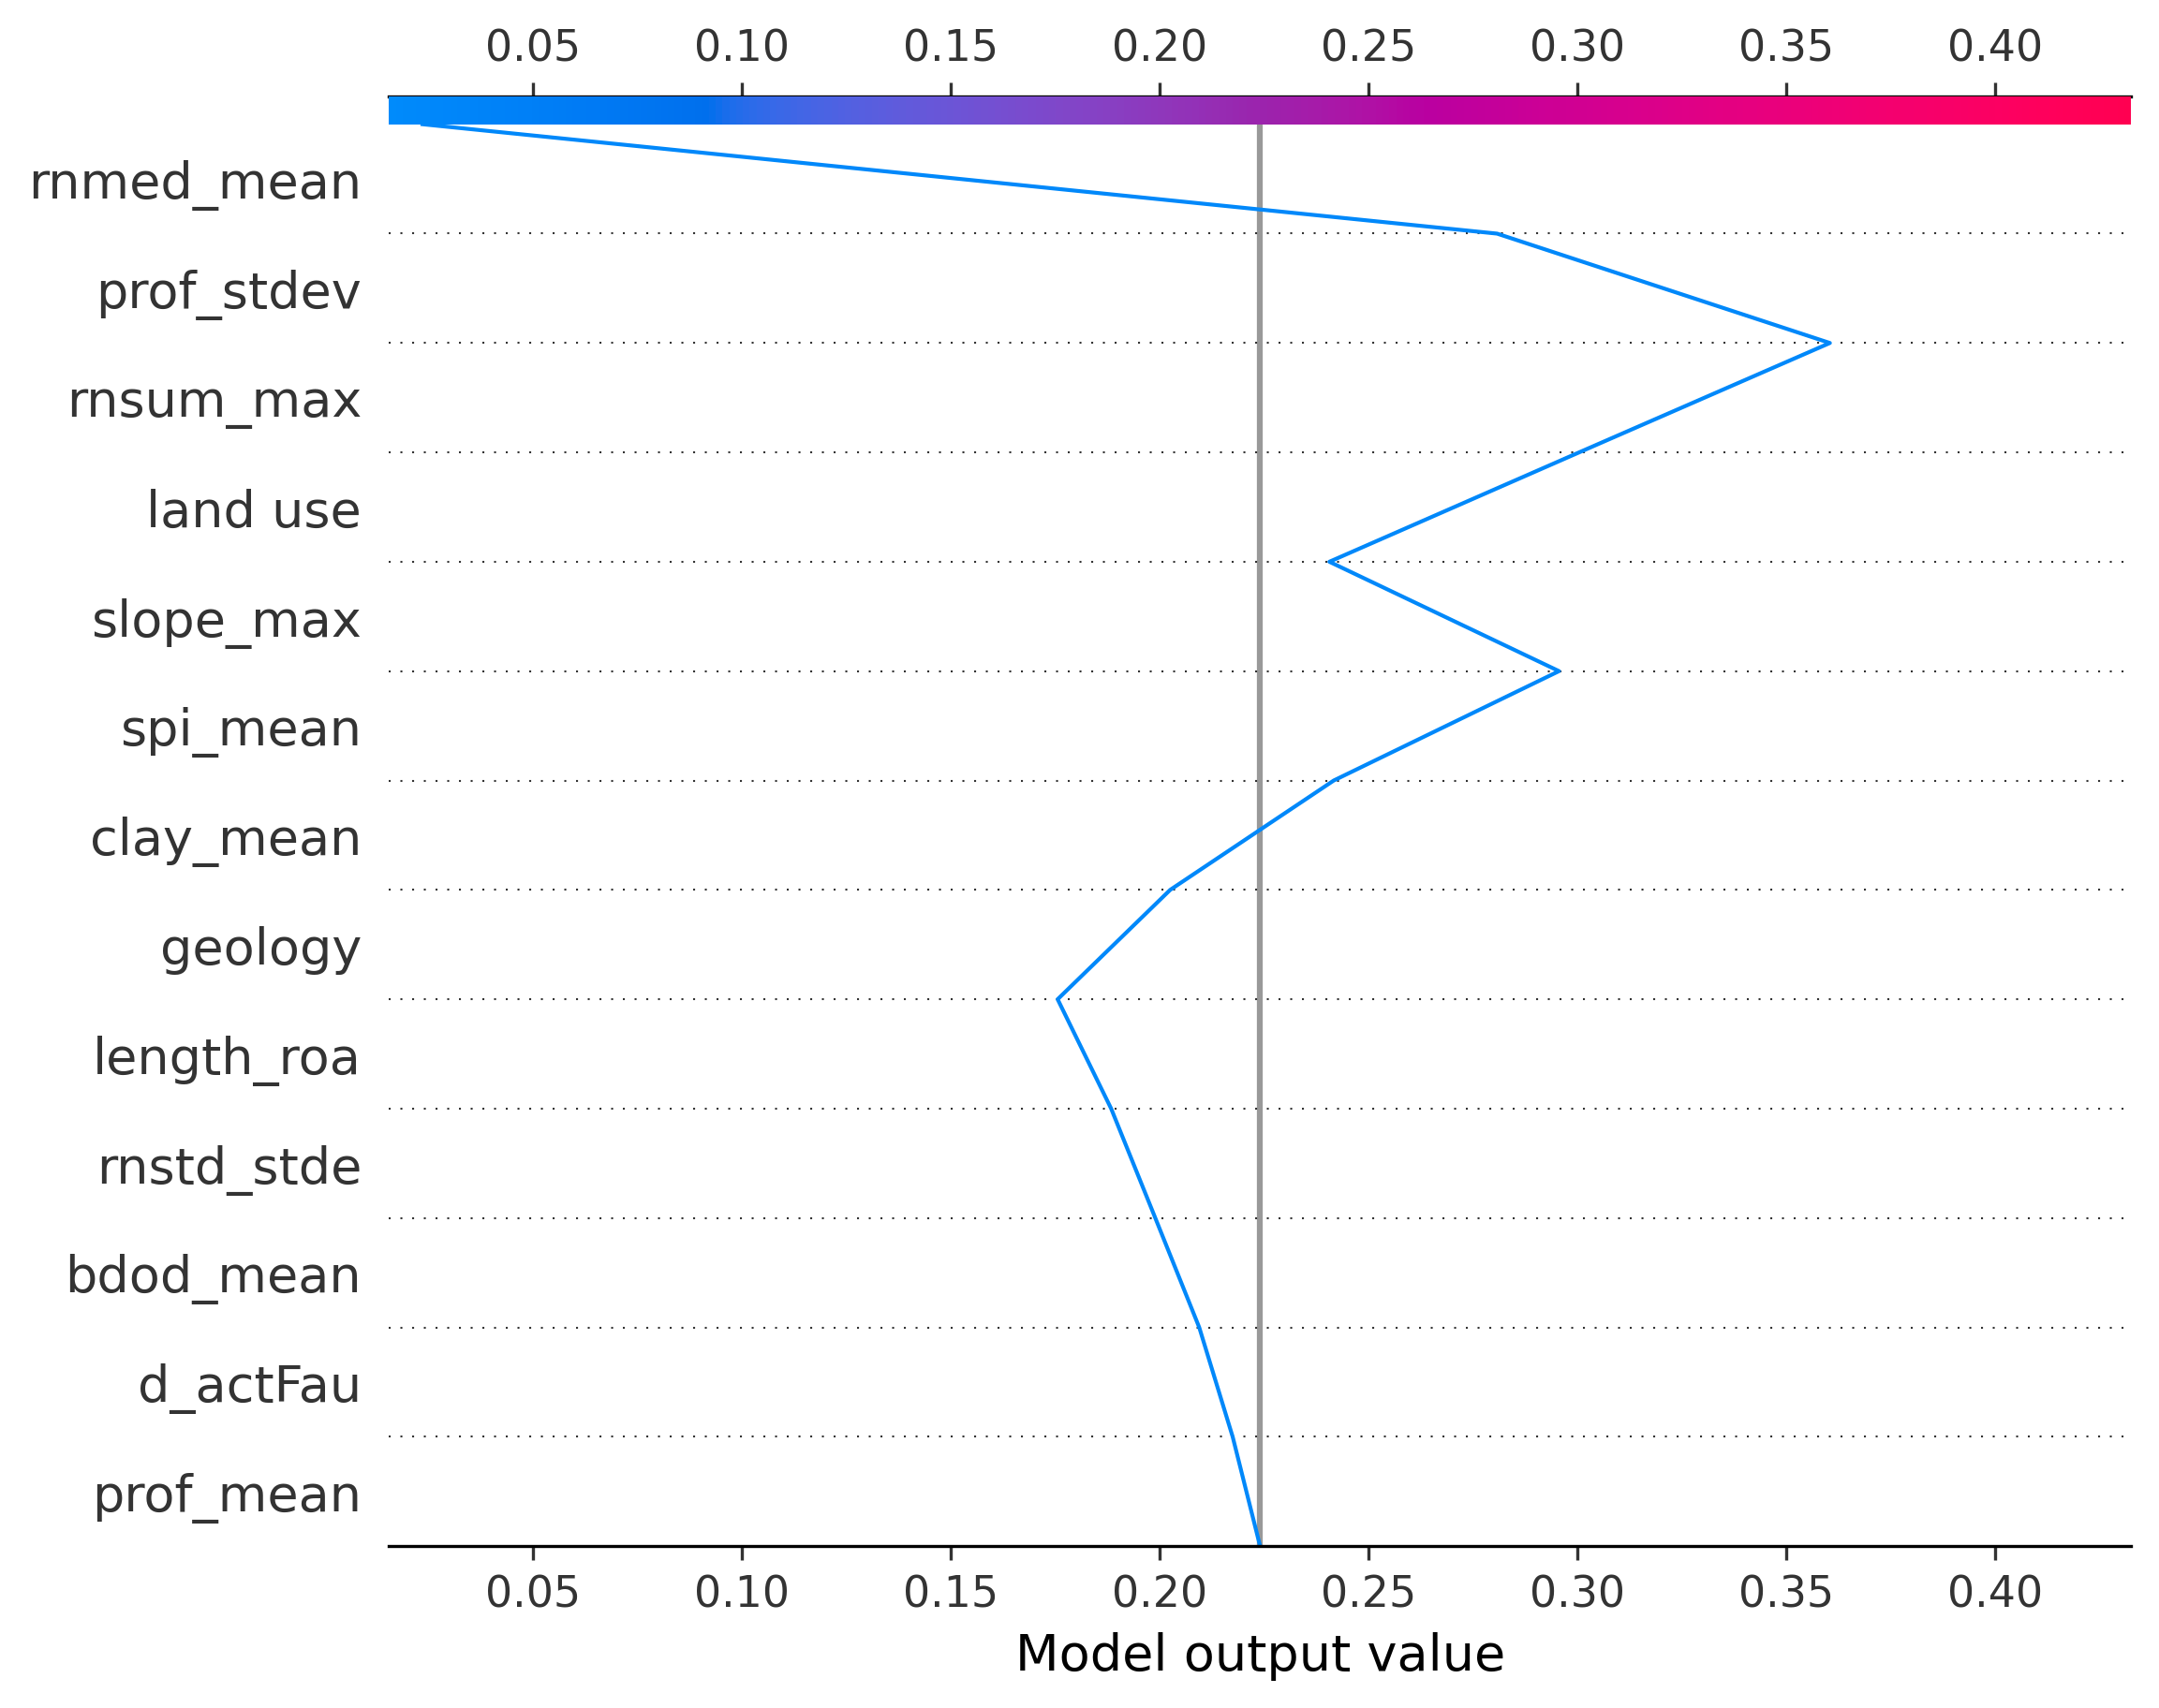 0.05 0.10 0.15 0.20 0.25 0.30 0.35 0.40
rnmed_mean
prof_stdev
rnsum_max
land use
slope_max
spi_mean
clay_mean
geology
length_roa
rnstd_stde
bdod_mean
d_actFau
prof_mean
0.05 0.10 0.15 0.20 0.25 0.30 0.35 0.40
Model output value